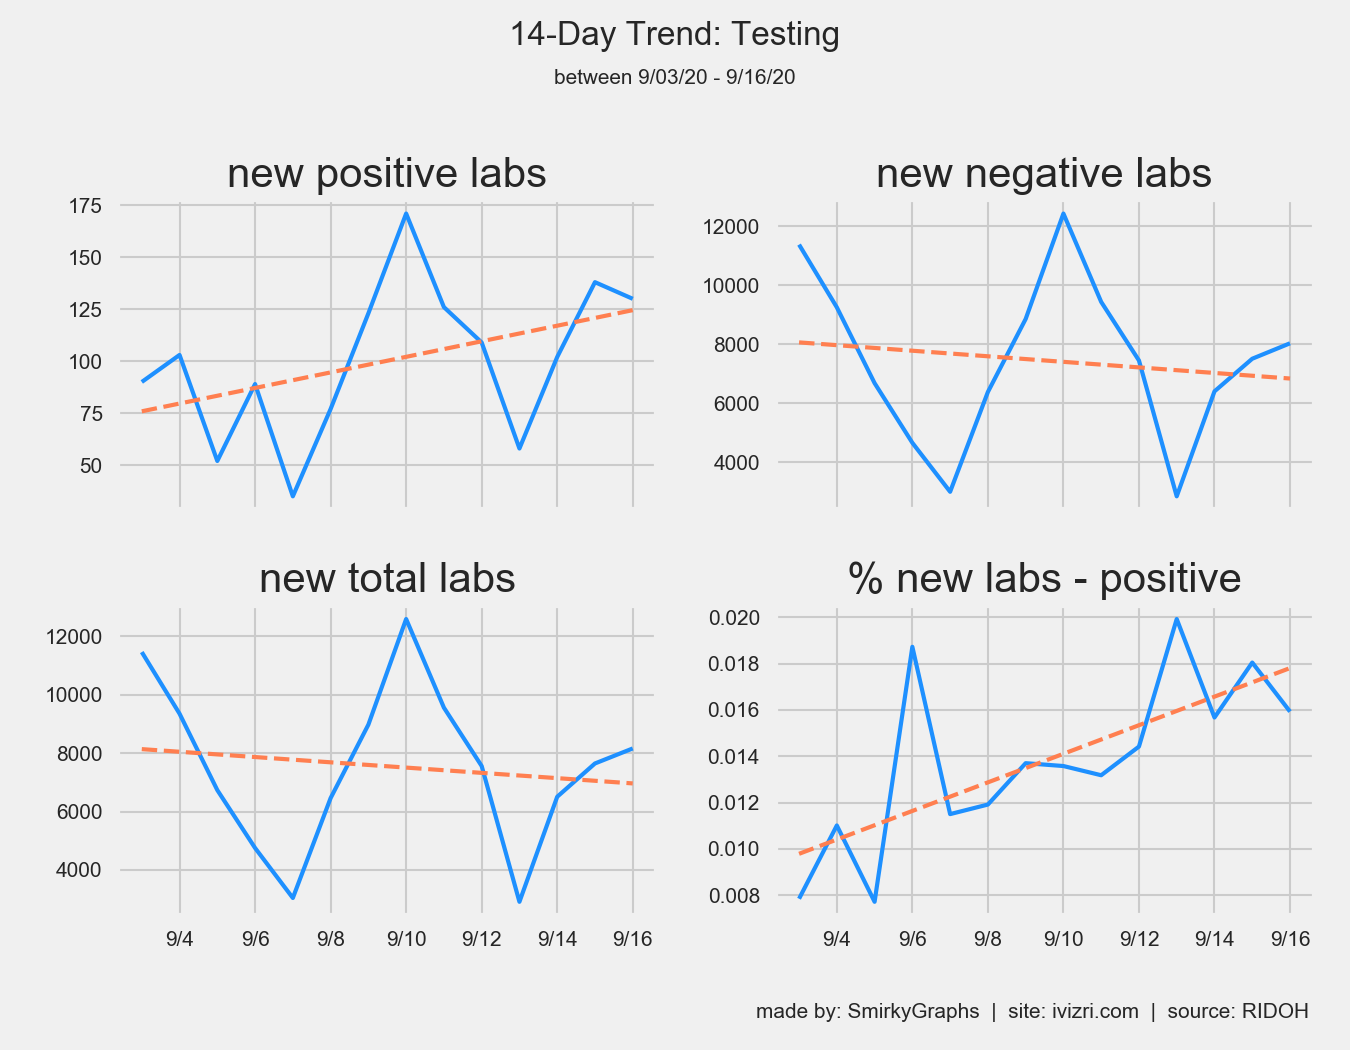 14-Day Trend: Testing
between 9/03/20 - 9/16/20
new positive labs
175
150
125
100
75
50
new negative labs
12000
10000
8000
6000
4000
new total labs
12000
10000
8000
6000
4000
9/4 9/6 9/8 9/10 9/12 9/14 9/16
% new labs - positive
0.020
0.018
0.016
0.014
0.012
0.010
0.008
9/4 9/6 9/8 9/10 9/12 9/14 9/16
made by: SmirkyGraphs | site: ivizri.com | source: RIDOH